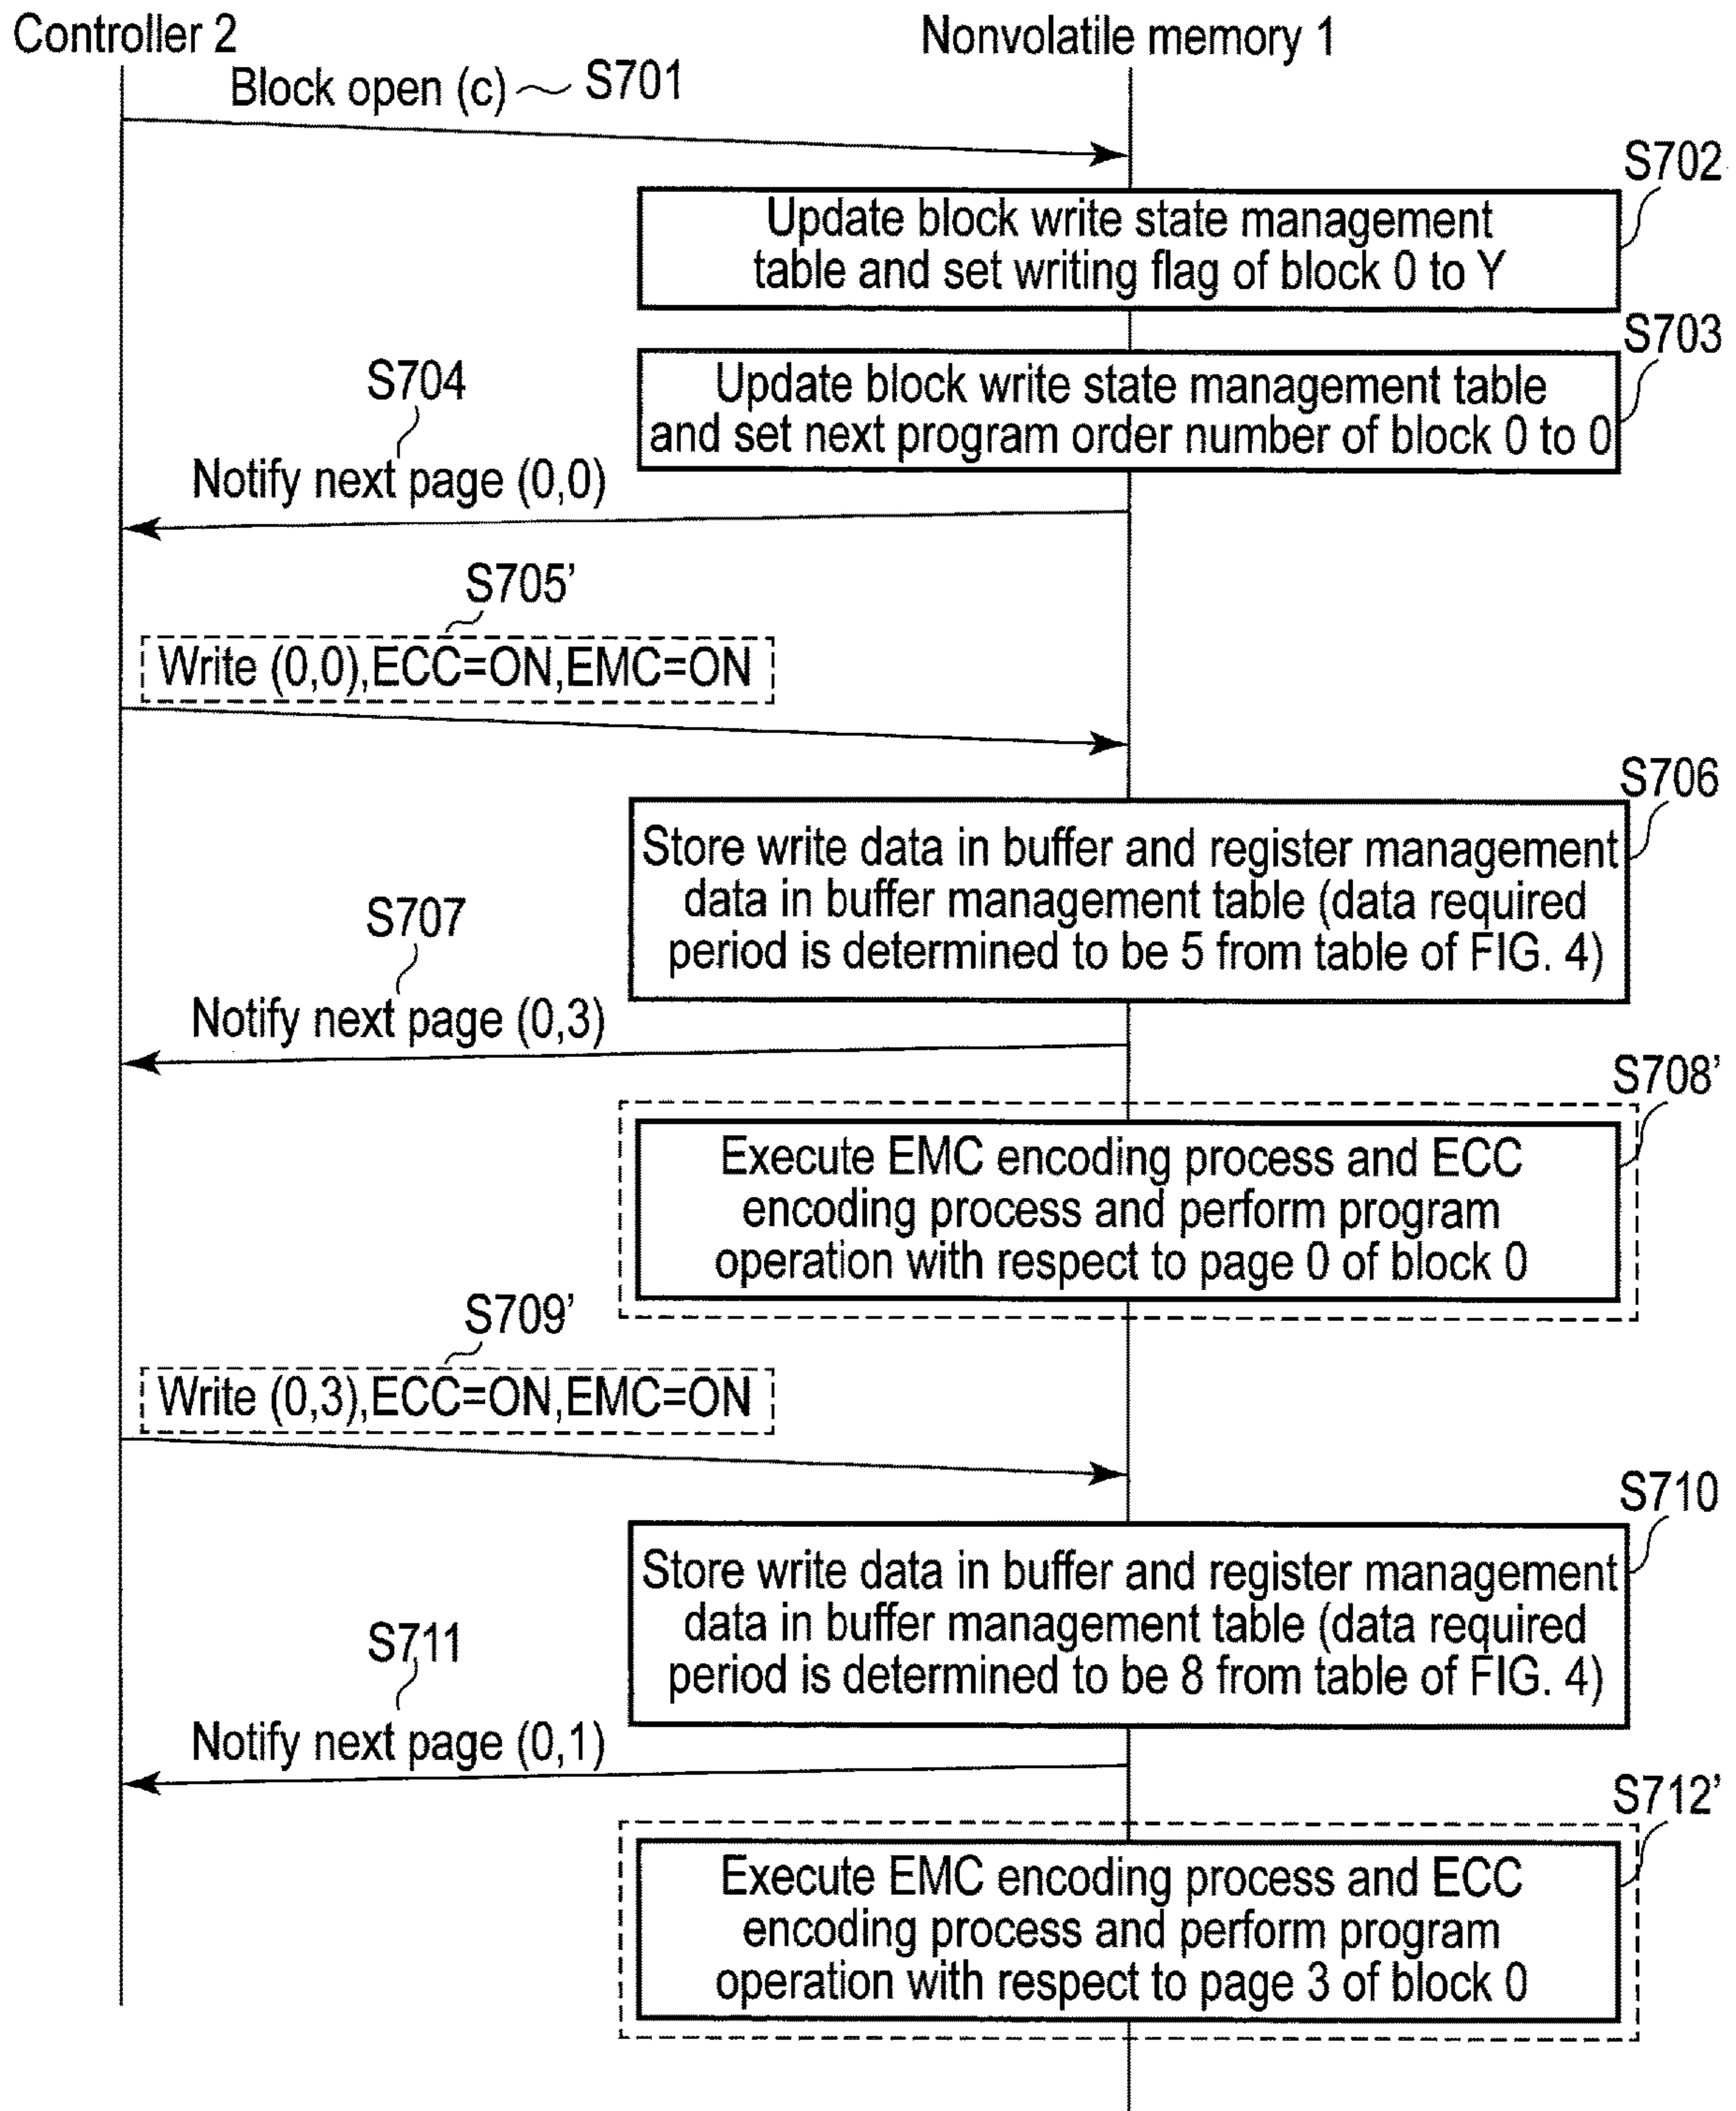 Controller 2
Nonvolatile memory 1
Block open (c)
S701
S702
Update block write state management
table and set writing flag of block 0 to Y
S703
Update block write state management table
and set next program order number of block 0 to 0
S704
Notify next page (0,0)
S705’
Write (0,0),ECC=ON,EMC=ON
S706
Store write data in buffer and register management
data in buffer management table (data required
period is determined to be 5 from table of FIG. 4)
S707
Notify next page (0,3)
S708’
Execute EMC encoding process and ECC
encoding process and perform program
operation with respect to page 0 of block 0
S709’
Write (0,3),ECC=ON,EMC=ON
S710
Store write data in buffer and register management
data in buffer management table (data required
period is determined to be 8 from table of FIG. 4)
S711
Notify next page (0,1)
S712’
Execute EMC encoding process and ECC
encoding process and perform program
operation with respect to page 3 of block 0